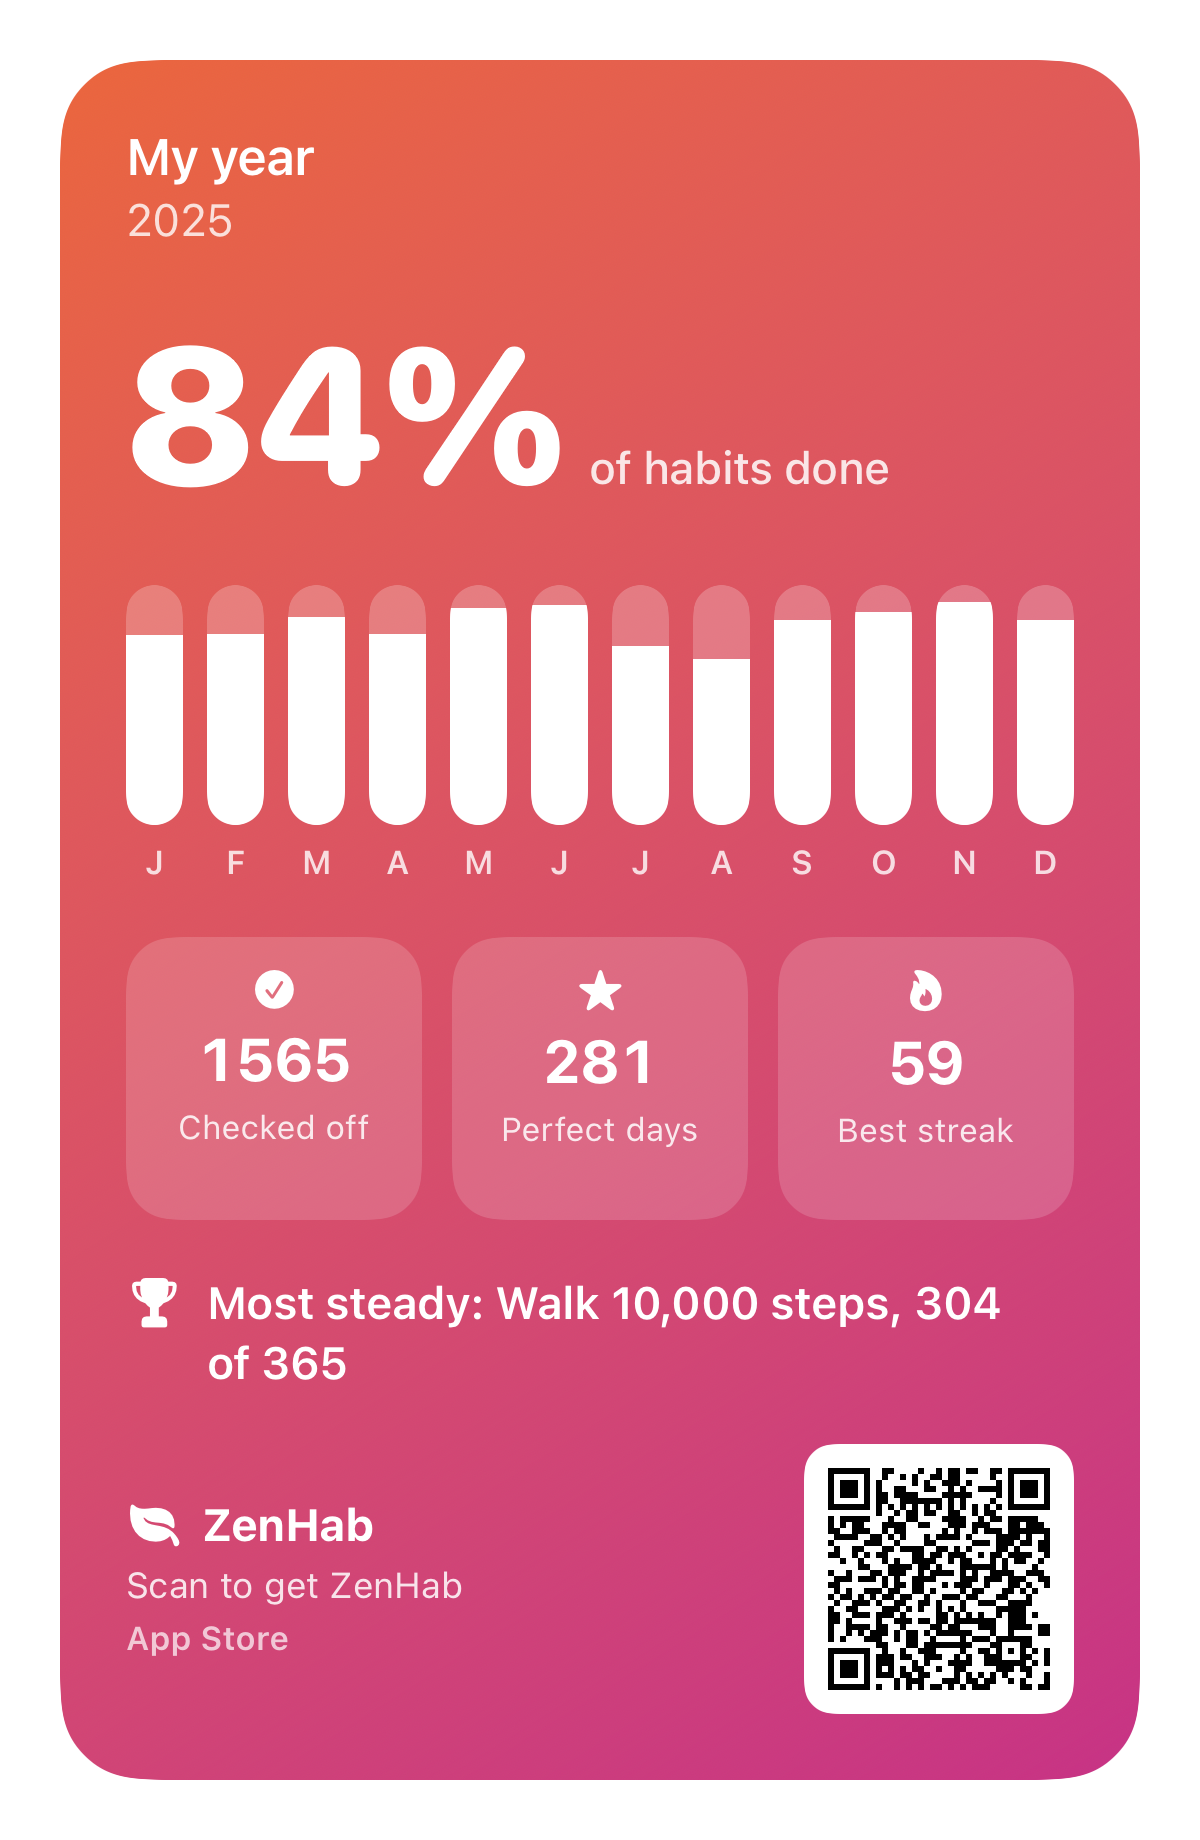 My year
2025
84% of habits done
J F M A M J J A S O N D
1565 281 59
Checked off Perfect days Best streak
Most steady: Walk 10,000 steps, 304
of 365
ZenHab
Scan to get ZenHab
App Store